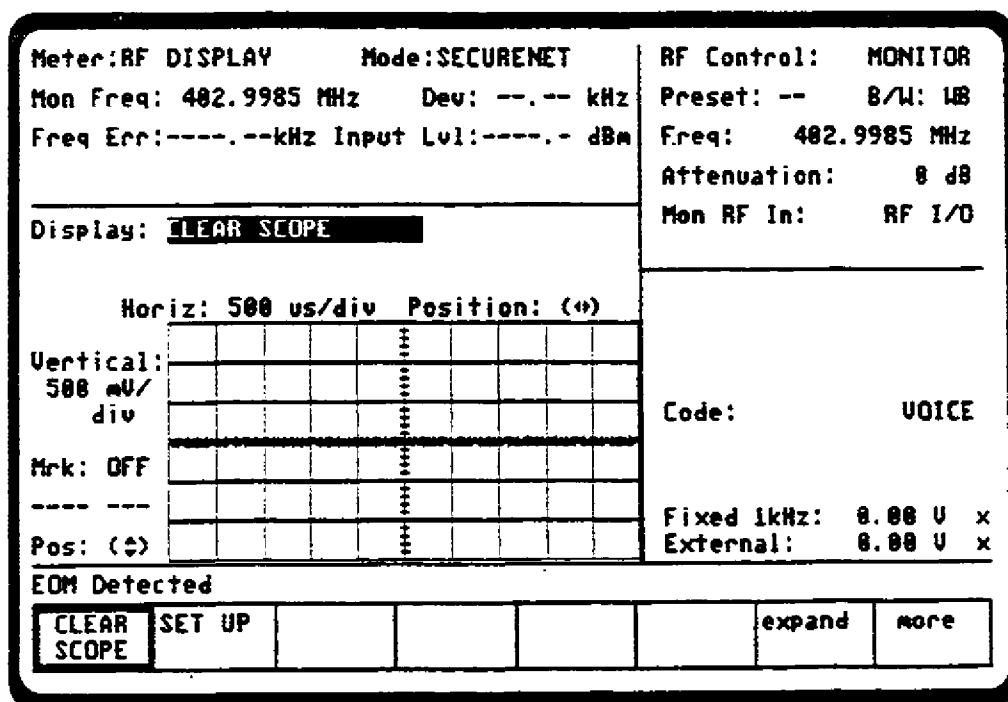 Meter:RF DISPLAY Mode:SECURENET
Mon Freq: 402.9985 MHz Dev: --.-- kHz
Freq Err:----.--kHz Input Lvl:----.- dBm
RF Control: MONITOR
Preset: -- B/W: WB
Freq: 402.9985 MHz
Attenuation: 0 dB
Mon RF In: RF I/O
Display: CLEAR SCOPE
Horiz: 500 us/div Position: (↔)
Vertical:
500 mV/
div
Mrk: OFF
---- ---
Pos: (↕)
Code: VOICE
Fixed 1kHz: 0.00 V x
External: 0.00 V x
EOM Detected
CLEAR SCOPE
SET UP
expand
more